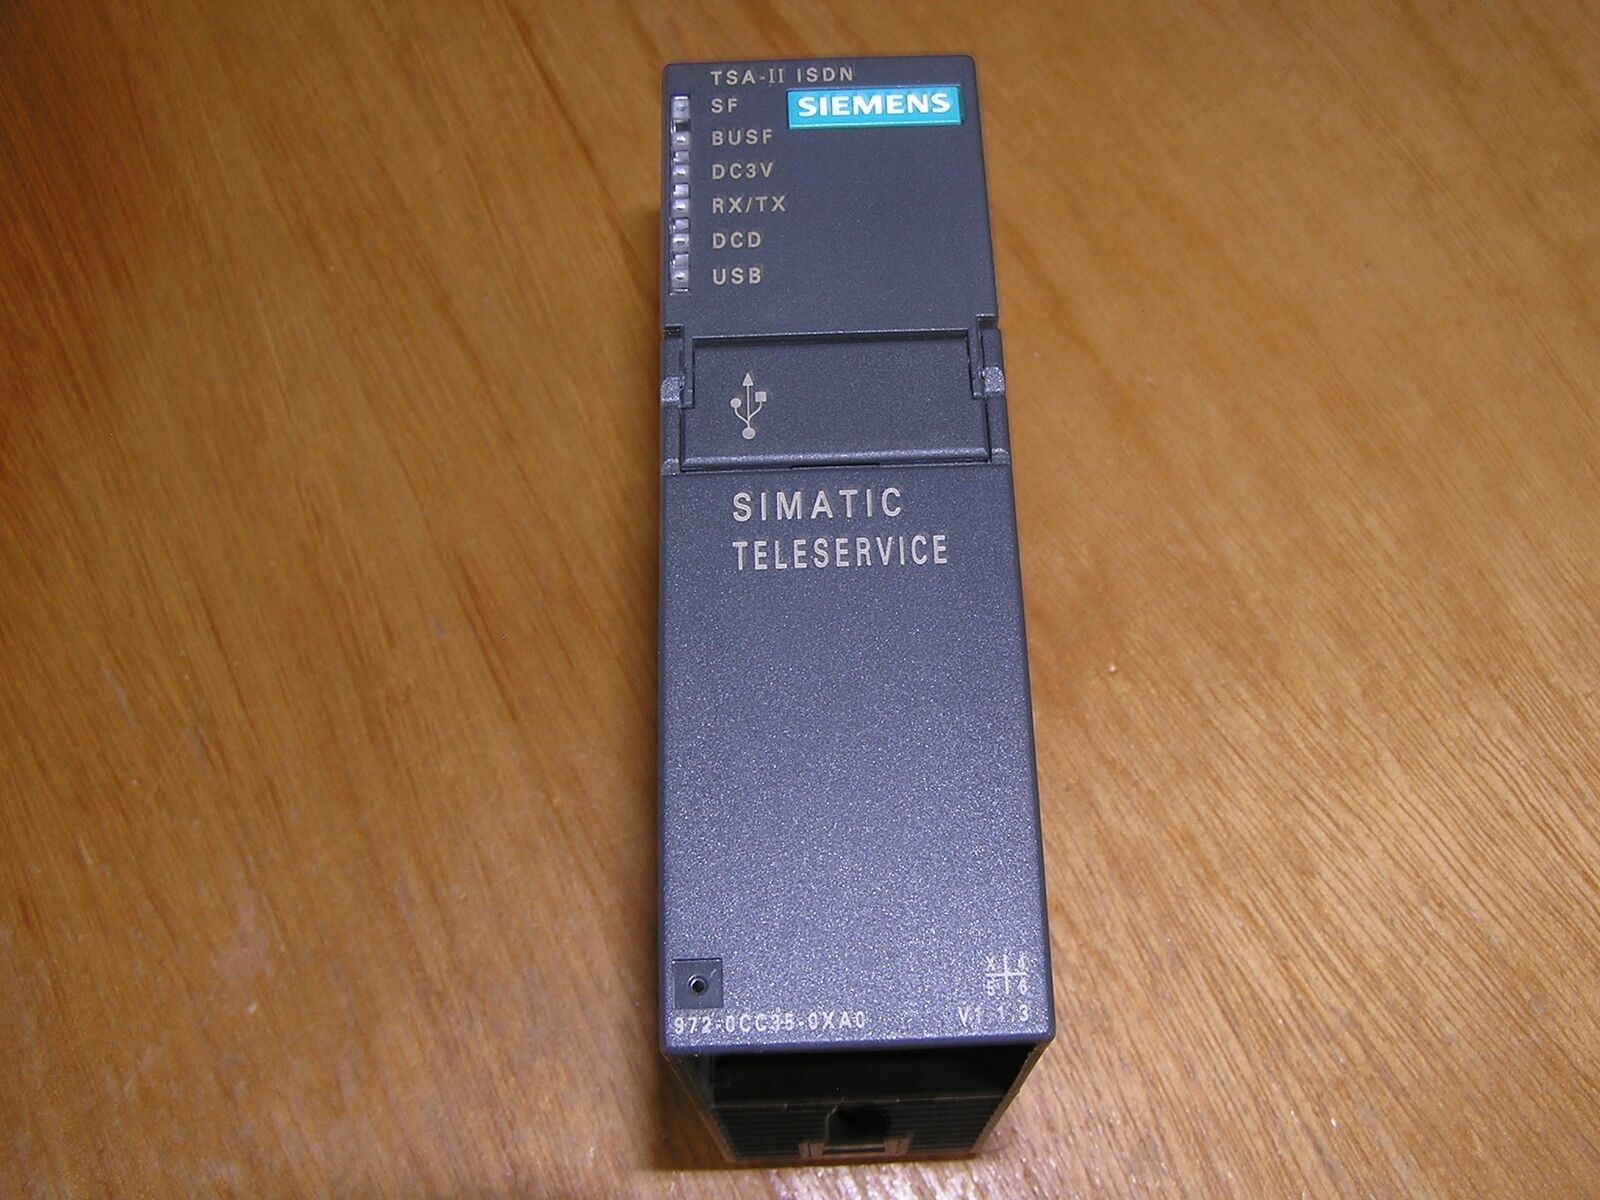 TSA-II ISDN
SIEMENS
SF
BUSF
DC3V
RX/TX
DCD
USB
SIMATIC
TELESERVICE
X
972-0CC35-0XA0
V1.1.3